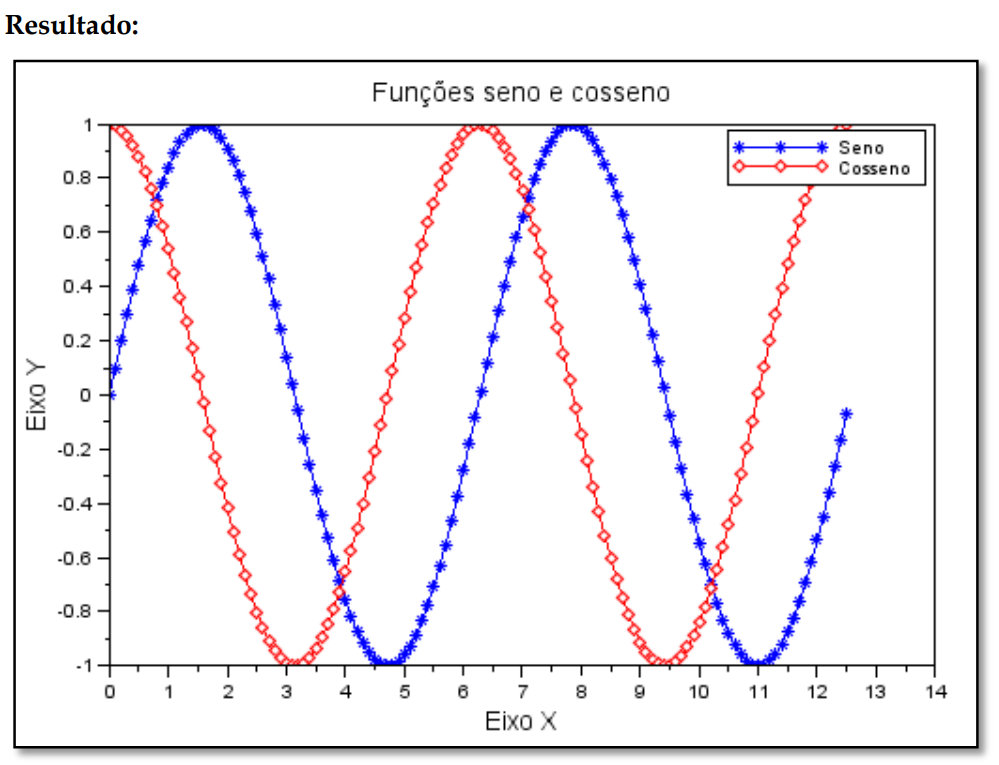 Resultado:
Funções seno e cosseno
Seno
Cosseno
Eixo Y
1
0.8
0.6
0.4
0.2
0
-0.2
-0.4
-0.6
-0.8
-1
0 1 2 3 4 5 6 7 8 9 10 11 12 13 14
Eixo X